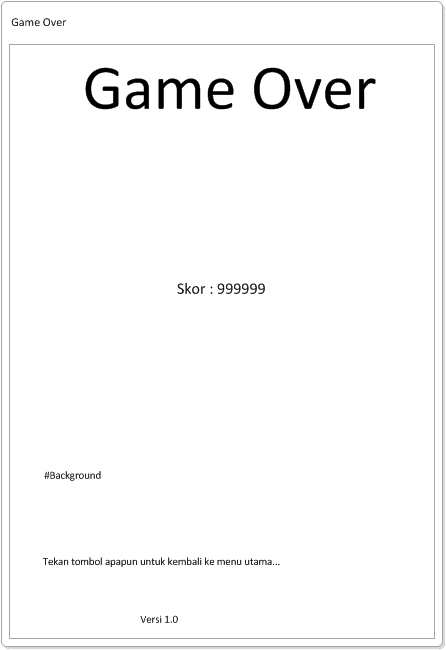 Game Over
Game Over
Skor : 999999
#Background
Tekan tombol apapun untuk kembali ke menu utama...
Versi 1.0